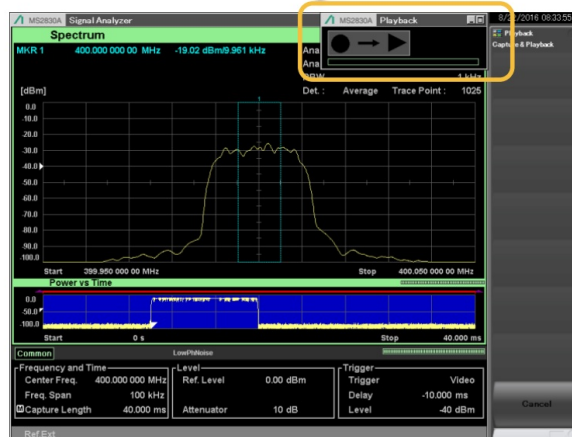 MS2830A Signal Analyzer
MS2830A Playback
8/22/2016 08:33:55
Spectrum
Playback
Capture & Playback
MKR 1 400.000 000 00 MHz -19.02 dBm/9.961 kHz
Ana
Ana
1 kHz
[dBm]
Det. : Average Trace Point : 1025
1
0.0
-10.0
-20.0
-30.0
-40.0
-50.0
-60.0
-70.0
-80.0
-90.0
-100.0
Start 399.950 000 00 MHz
Stop 400.050 000 00 MHz
Power vs Time
0.0
-50.0
-100.0
Start 0 s
Stop 40.000 ms
Common
LowPhNoise
Frequency and Time
Center Freq. 400.000 000 MHz
Freq. Span 100 kHz
M Capture Length 40.000 ms
Level
Ref. Level 0.00 dBm
Attenuator 10 dB
Trigger
Trigger Video
Delay -10.000 ms
Level -40 dBm
Cancel
Ref.Ext